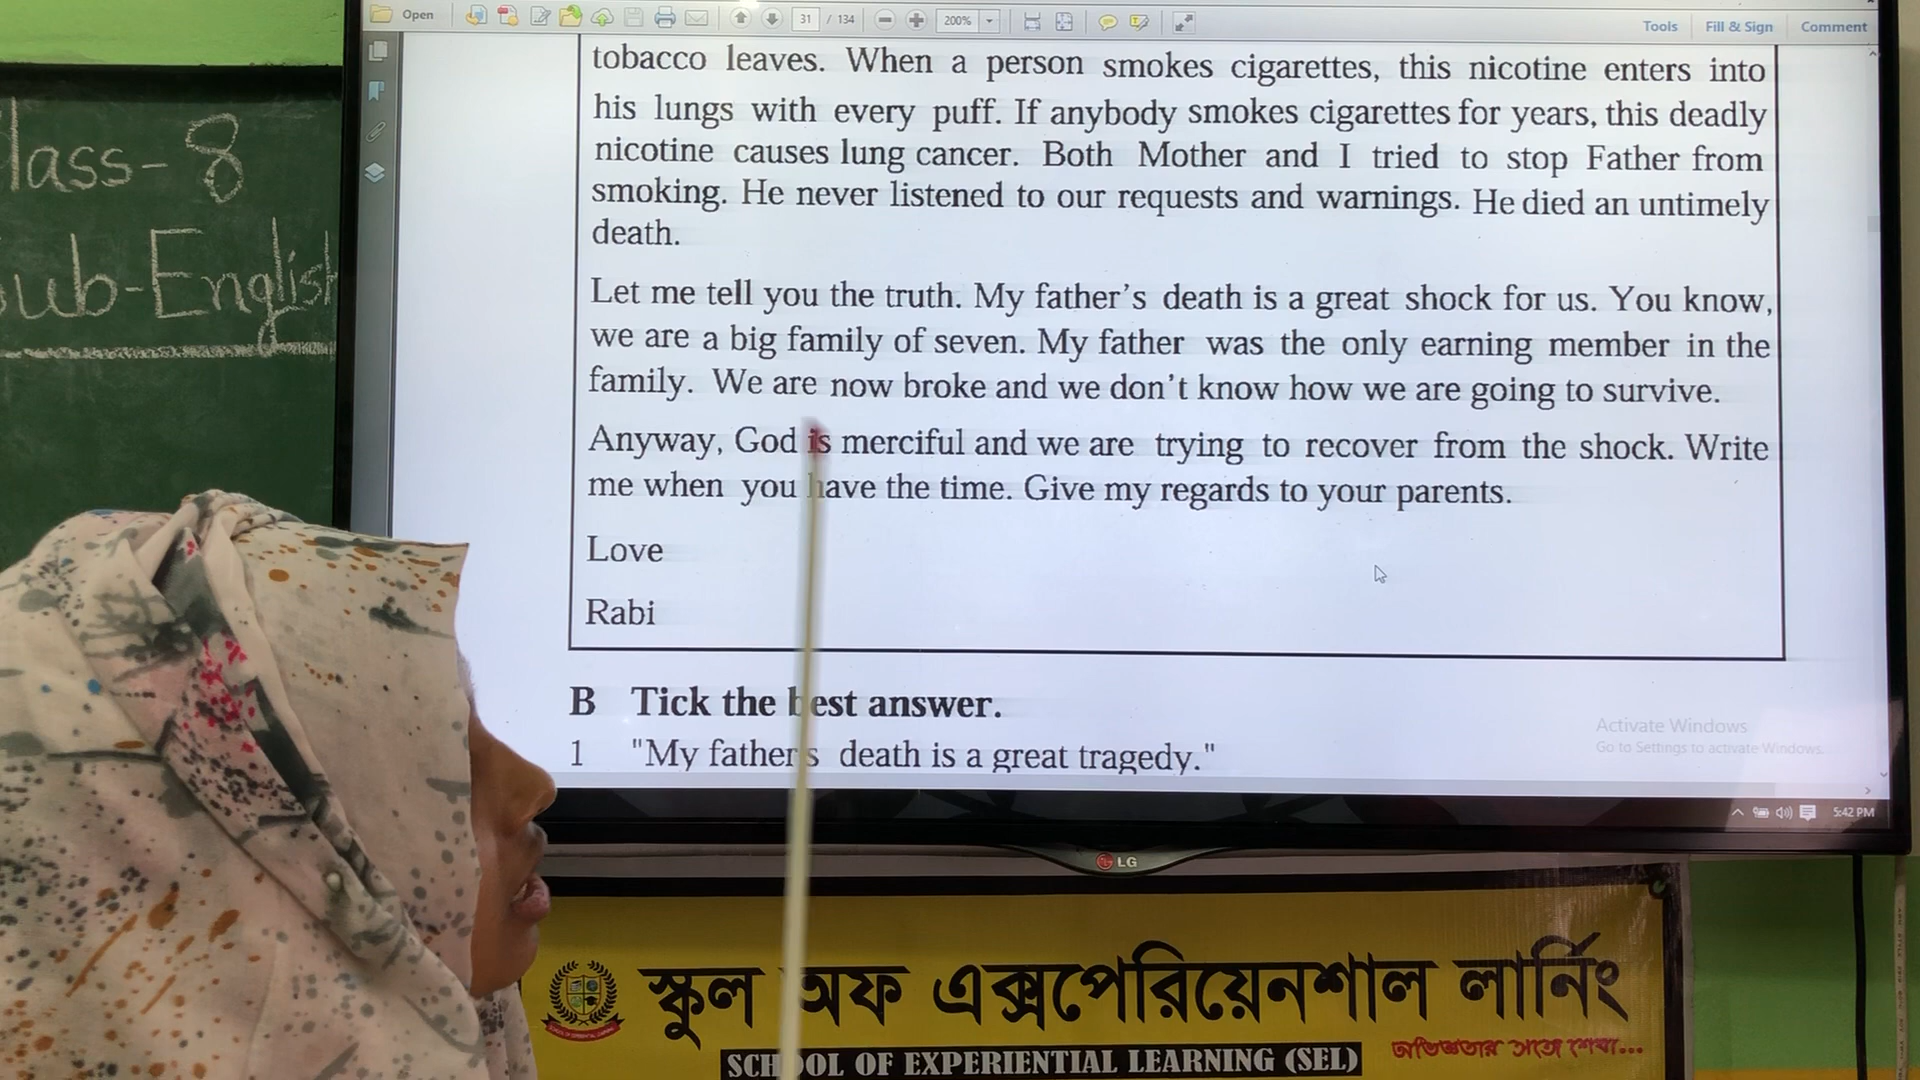 Open
31 / 134
200%
Tools
Fill & Sign
Comment
lass-8
Sub-English
tobacco leaves. When a person smokes cigarettes, this nicotine enters into
his lungs with every puff. If anybody smokes cigarettes for years, this deadly
nicotine causes lung cancer. Both Mother and I tried to stop Father from
smoking. He never listened to our requests and warnings. He died an untimely
death.
Let me tell you the truth. My father's death is a great shock for us. You know,
we are a big family of seven. My father was the only earning member in the
family. We are now broke and we don't know how we are going to survive.
Anyway, God is merciful and we are trying to recover from the shock. Write
me when you have the time. Give my regards to your parents.
Love
Rabi
B Tick the best answer.
1 "My father's death is a great tragedy."
Activate Windows
Go to Settings to activate Windows.
5:42 PM
LG
স্কুল অফ এক্সপেরিয়েনশাল লার্নিং
অভিজ্ঞতার সাথে শেখা...
SCHOOL OF EXPERIENTIAL LEARNING (SEL)